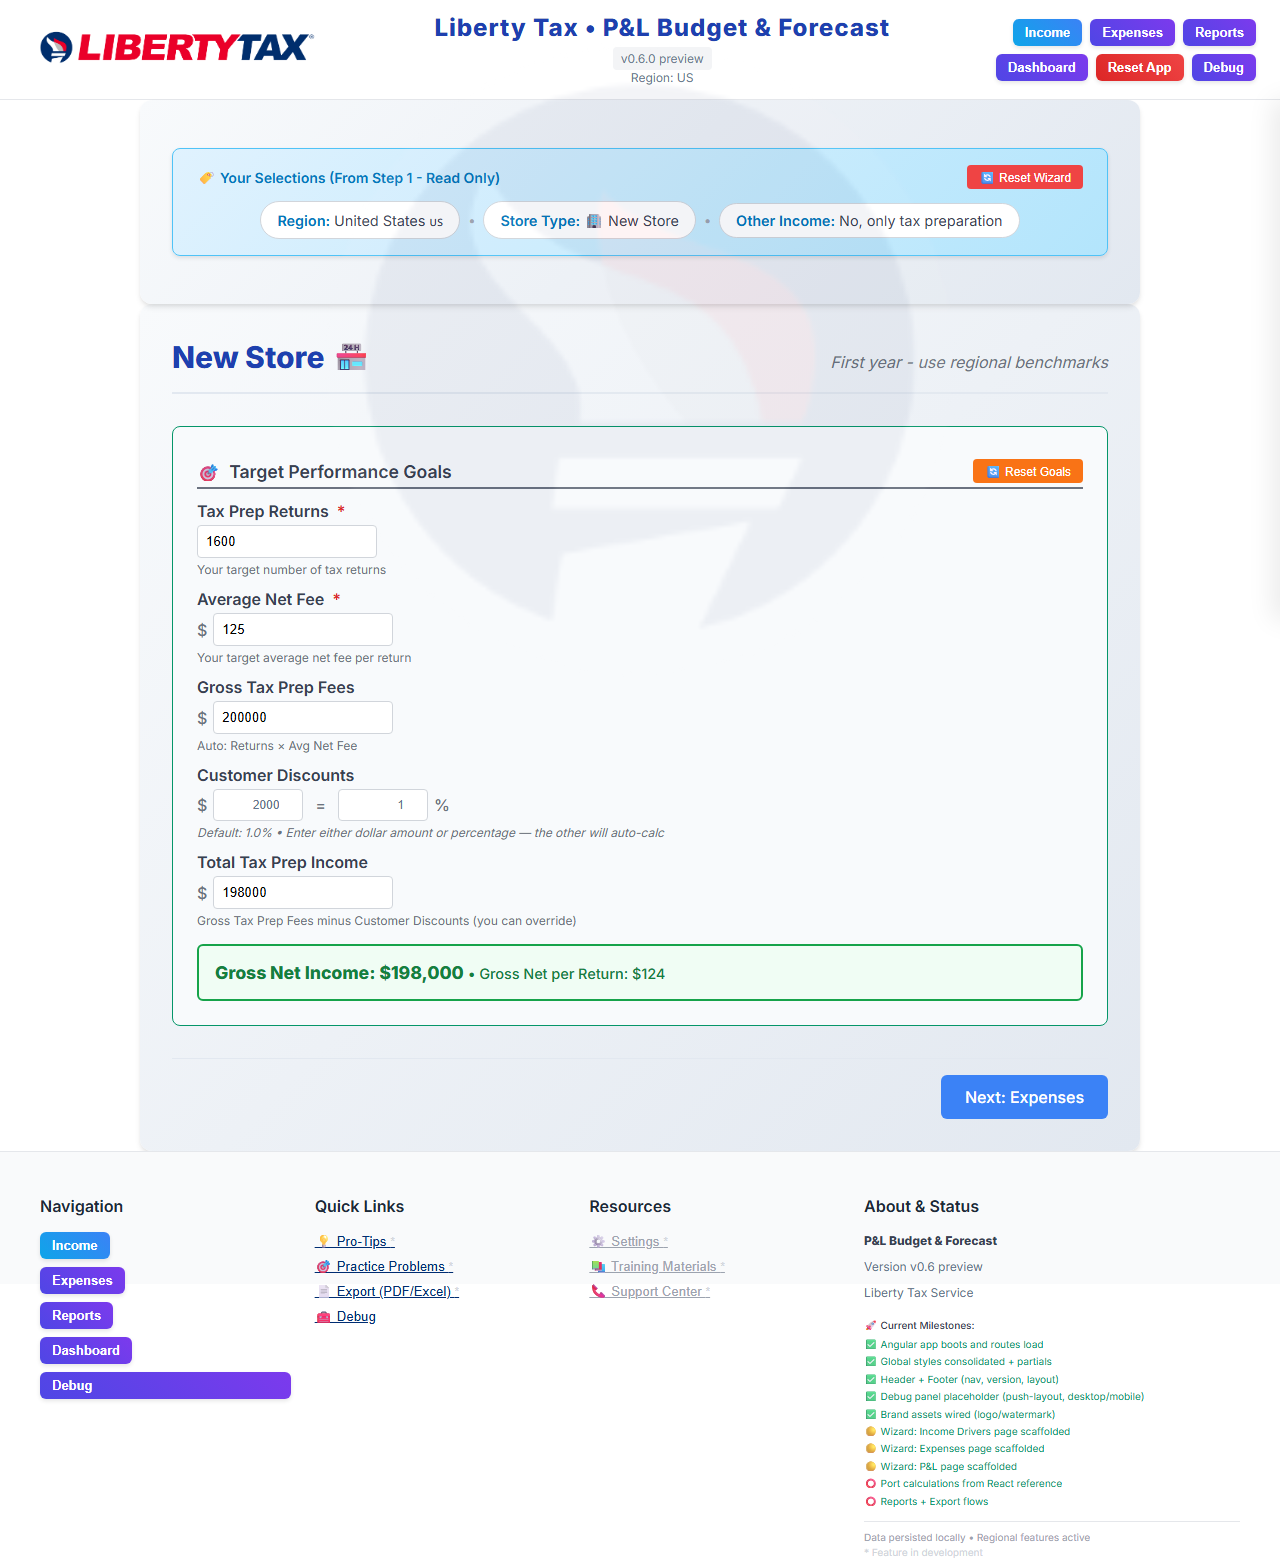 LIBERTYTAX®
Liberty Tax • P&L Budget & Forecast
v0.6.0 preview
Region: US
Income
Expenses
Reports
Dashboard
Reset App
Debug
Your Selections (From Step 1 - Read Only)
Reset Wizard
Region: United States US
•
Store Type: New Store
•
Other Income: No, only tax preparation
New Store
24H
First year - use regional benchmarks
Target Performance Goals
Reset Goals
Tax Prep Returns *
1600
Your target number of tax returns
Average Net Fee *
$ 125
Your target average net fee per return
Gross Tax Prep Fees
$ 200000
Auto: Returns × Avg Net Fee
Customer Discounts
$ 2000 = 1 %
Default: 1.0% • Enter either dollar amount or percentage — the other will auto-calc
Total Tax Prep Income
$ 198000
Gross Tax Prep Fees minus Customer Discounts (you can override)
Gross Net Income: $198,000 • Gross Net per Return: $124
Next: Expenses
Navigation
Income
Expenses
Reports
Dashboard
Debug
Quick Links
Pro-Tips *
Practice Problems *
Export (PDF/Excel) *
Debug
Resources
Settings *
Training Materials *
Support Center *
About & Status
P&L Budget & Forecast
Version v0.6 preview
Liberty Tax Service
Current Milestones:
Angular app boots and routes load
Global styles consolidated + partials
Header + Footer (nav, version, layout)
Debug panel placeholder (push-layout, desktop/mobile)
Brand assets wired (logo/watermark)
Wizard: Income Drivers page scaffolded
Wizard: Expenses page scaffolded
Wizard: P&L page scaffolded
Port calculations from React reference
Reports + Export flows
Data persisted locally • Regional features active
* Feature in development